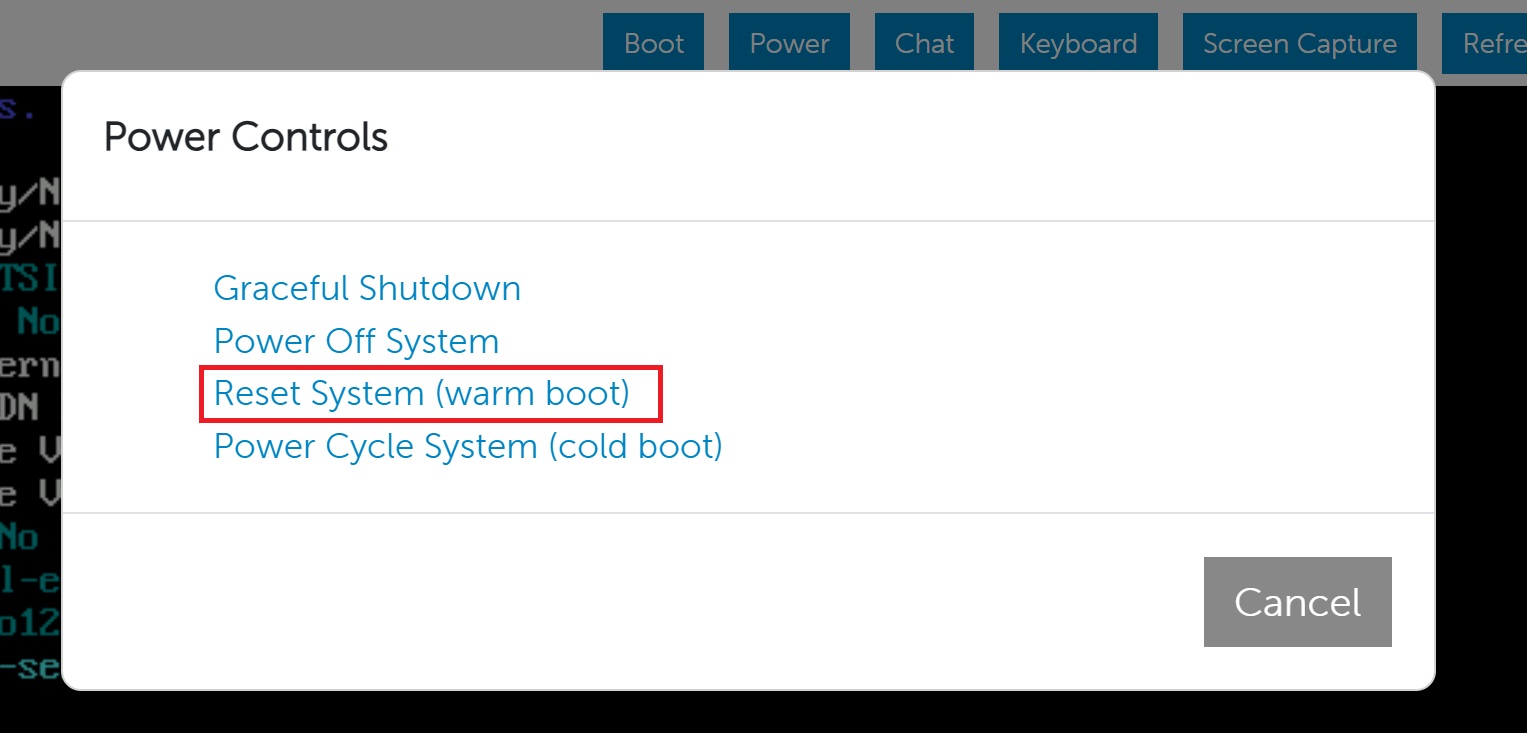 Boot Power Chat Keyboard Screen Capture Refre
s.
Power Controls
y/N
y/N
Graceful Shutdown
TSI
No
Power Off System
ern
Reset System (warm boot)
DN
Power Cycle System (cold boot)
e V
e V
No
l-e
Cancel
o12
-se